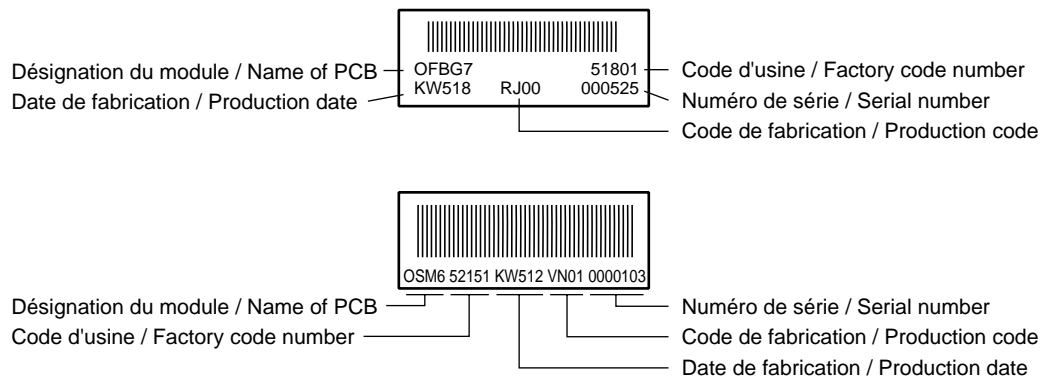 OFBG7 51801
KW518 RJ00 000525
Désignation du module / Name of PCB
Date de fabrication / Production date
Code d'usine / Factory code number
Numéro de série / Serial number
Code de fabrication / Production code
OSM6 52151 KW512 VN01 0000103
Désignation du module / Name of PCB
Code d'usine / Factory code number
Numéro de série / Serial number
Code de fabrication / Production code
Date de fabrication / Production date